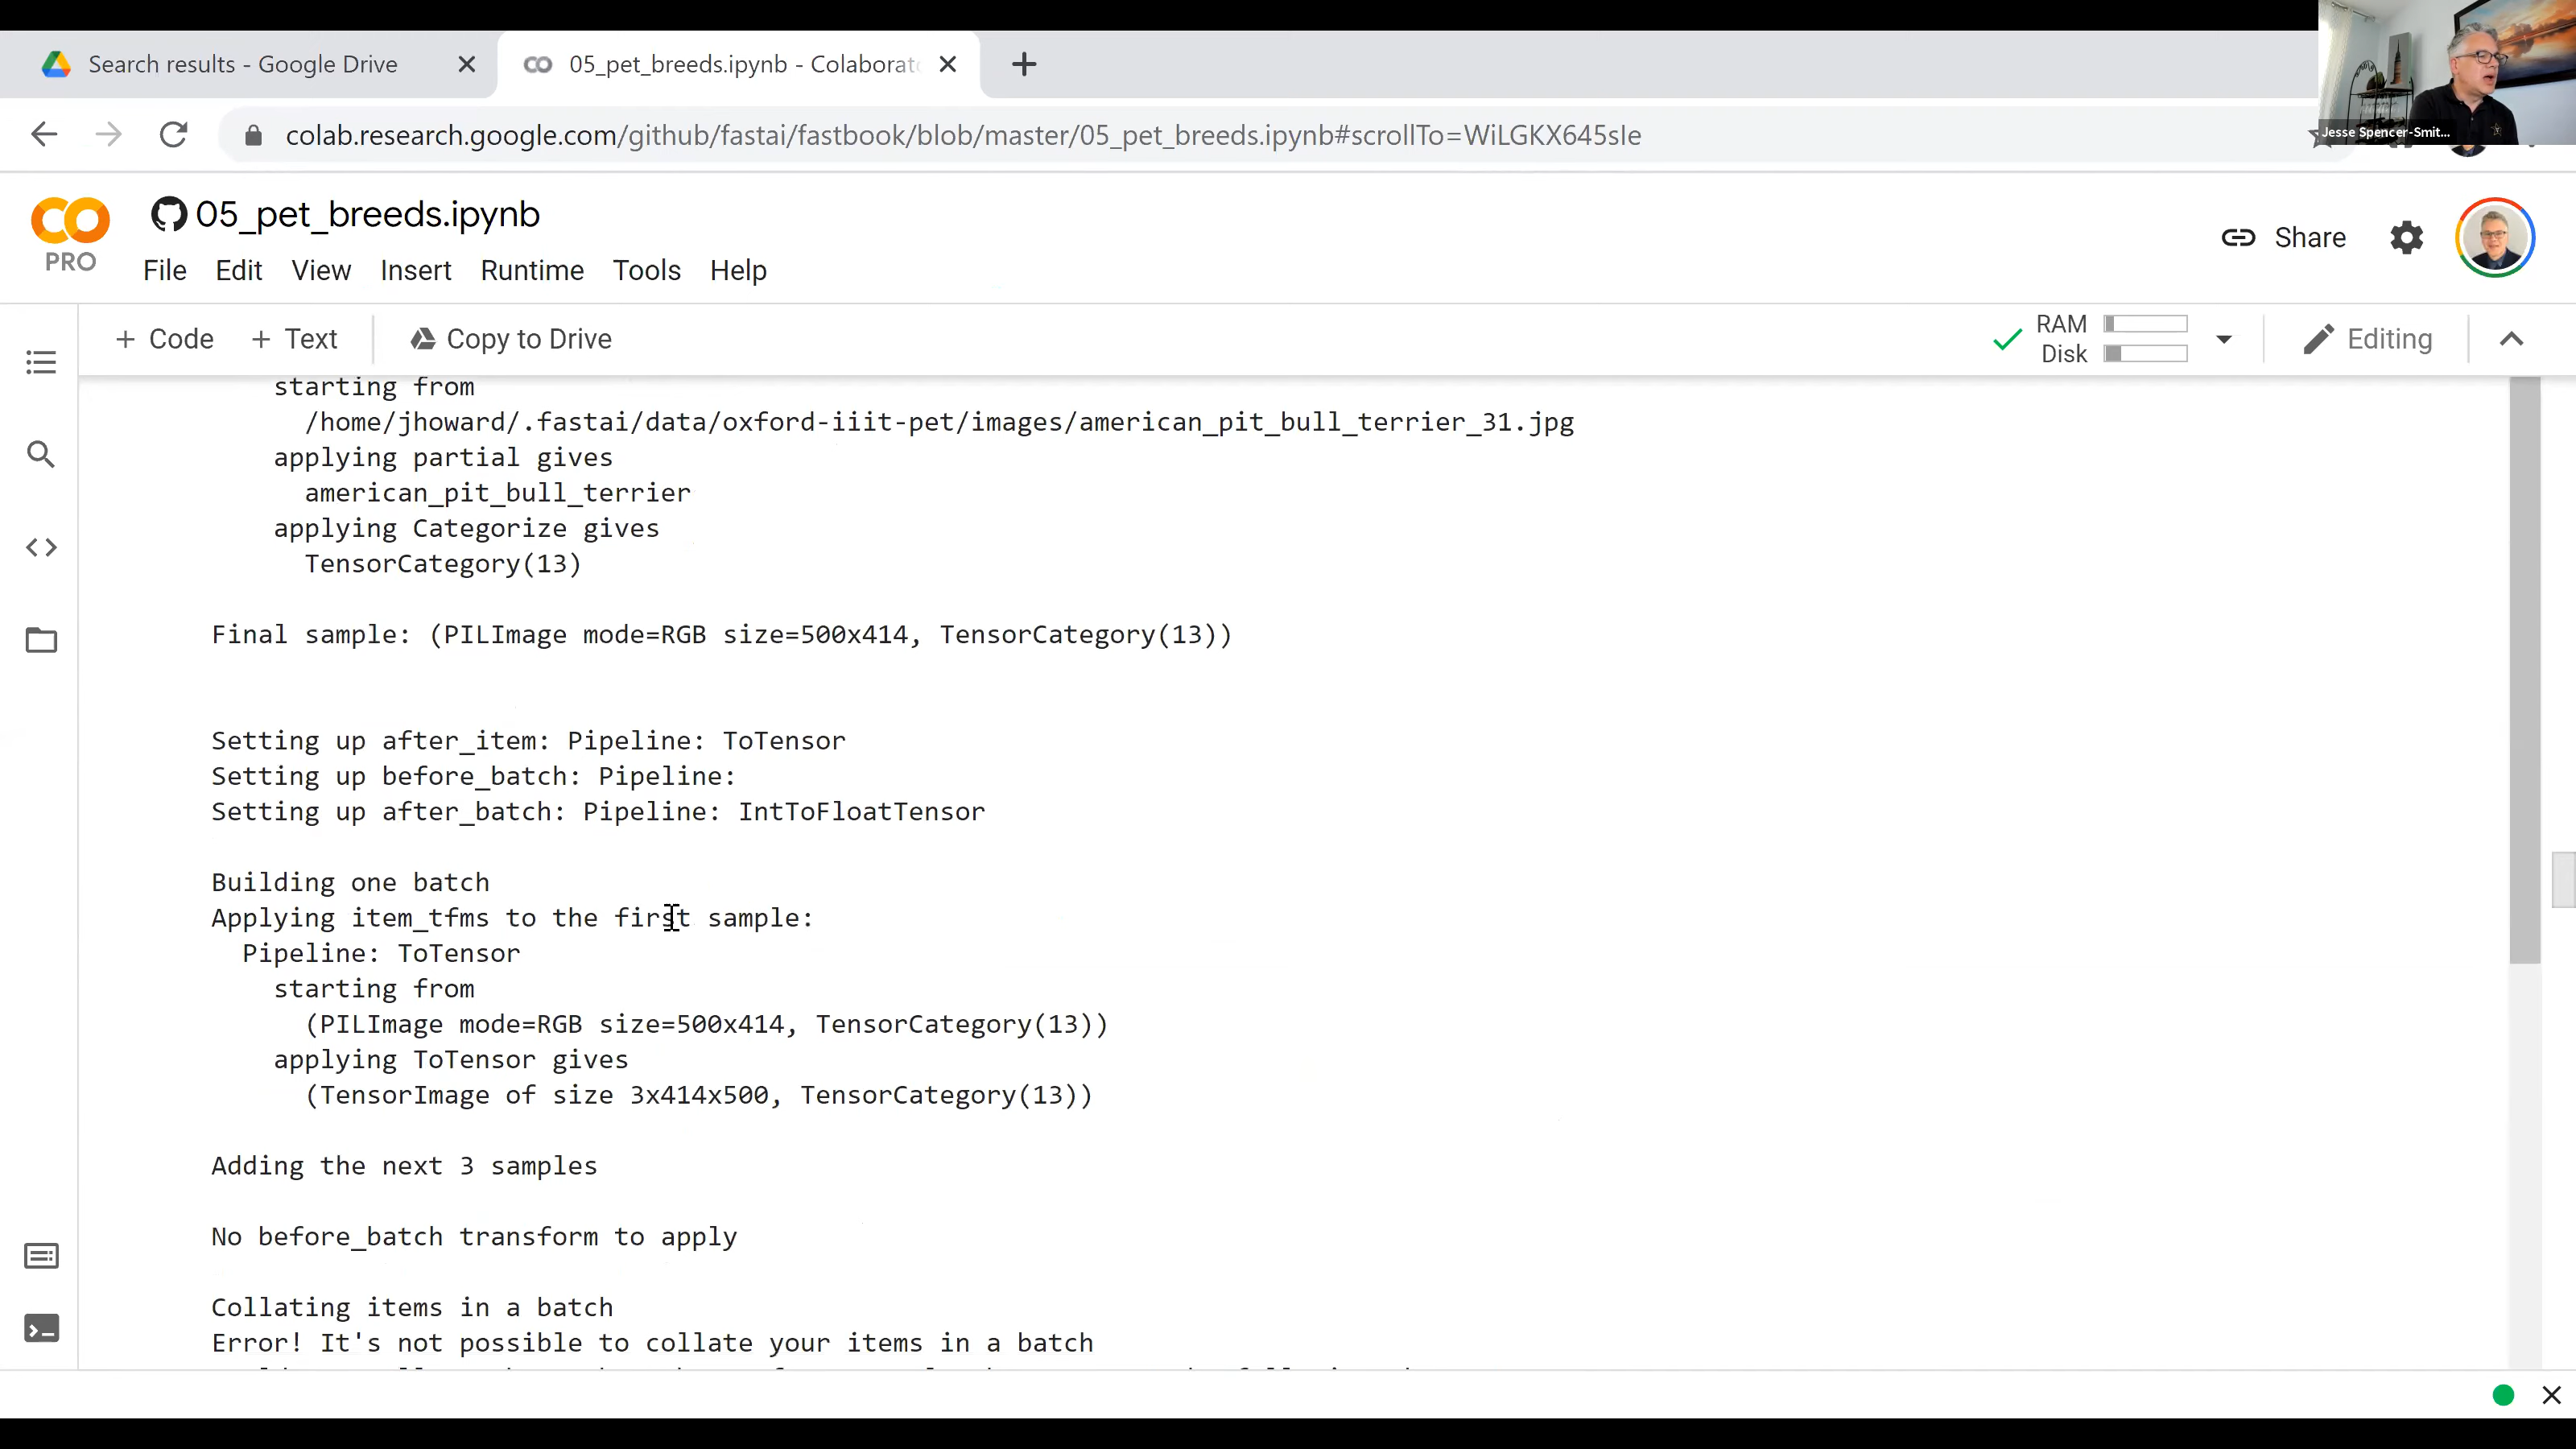 Search results - Google Drive
05_pet_breeds.ipynb - Colaborat
colab.research.google.com/github/fastai/fastbook/blob/master/05_pet_breeds.ipynb#scrollTo=WiLGKX645sIe
Jesse Spencer-Smit...
05_pet_breeds.ipynb
PRO
File Edit View Insert Runtime Tools Help
Share
+ Code + Text Copy to Drive
RAM
Disk
Editing
starting from
/home/jhoward/.fastai/data/oxford-iiit-pet/images/american_pit_bull_terrier_31.jpg
applying partial gives
american_pit_bull_terrier
applying Categorize gives
TensorCategory(13)
Final sample: (PILImage mode=RGB size=500x414, TensorCategory(13))
Setting up after_item: Pipeline: ToTensor
Setting up before_batch: Pipeline:
Setting up after_batch: Pipeline: IntToFloatTensor
Building one batch
Applying item_tfms to the first sample:
Pipeline: ToTensor
starting from
(PILImage mode=RGB size=500x414, TensorCategory(13))
applying ToTensor gives
(TensorImage of size 3x414x500, TensorCategory(13))
Adding the next 3 samples
No before_batch transform to apply
Collating items in a batch
Error! It's not possible to collate your items in a batch